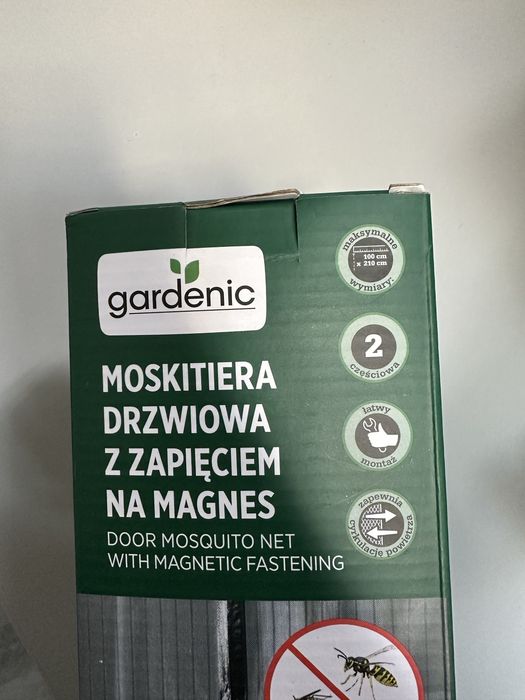 gardenic
MOSKITIERA
DRZWIOWA
Z ZAPIĘCIEM
NA MAGNES
DOOR MOSQUITO NET
WITH MAGNETIC FASTENING
maksymalne
100 cm
x 210 cm
wymiary:
2
częściowa
łatwy
montaż
zapewnia
cyrkulację powietrza